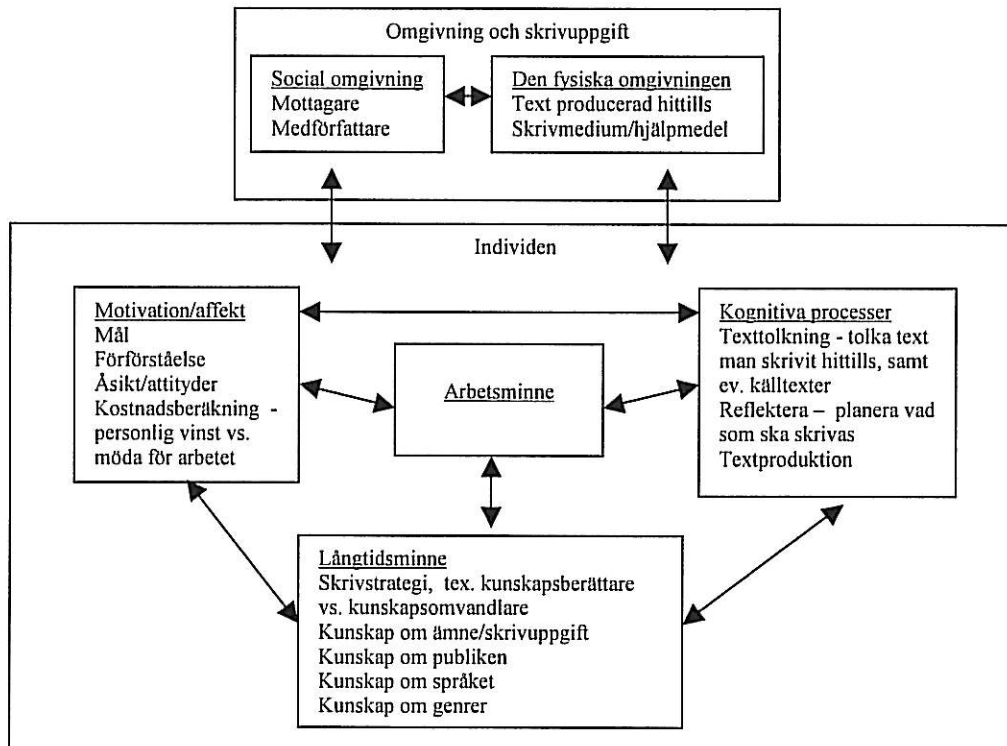 Omgivning och skrivuppgift
Social omgivning
Mottagare
Medförfattare
Den fysiska omgivningen
Text producerad hittills
Skrivmedium/hjälpmedel
Individen
Motivation/affekt
Mål
Förförståelse
Åsikt/attityder
Kostnadsberäkning -
personlig vinst vs.
möda för arbetet
Arbetsminne
Kognitiva processer
Texttolkning - tolka text
man skrivit hittills, samt
ev. källtexter
Reflektera – planera vad
som ska skrivas
Textproduktion
Långtidsminne
Skrivstrategi, tex. kunskapsberättare
vs. kunskapsomvandlare
Kunskap om ämne/skrivuppgift
Kunskap om publiken
Kunskap om språket
Kunskap om genrer